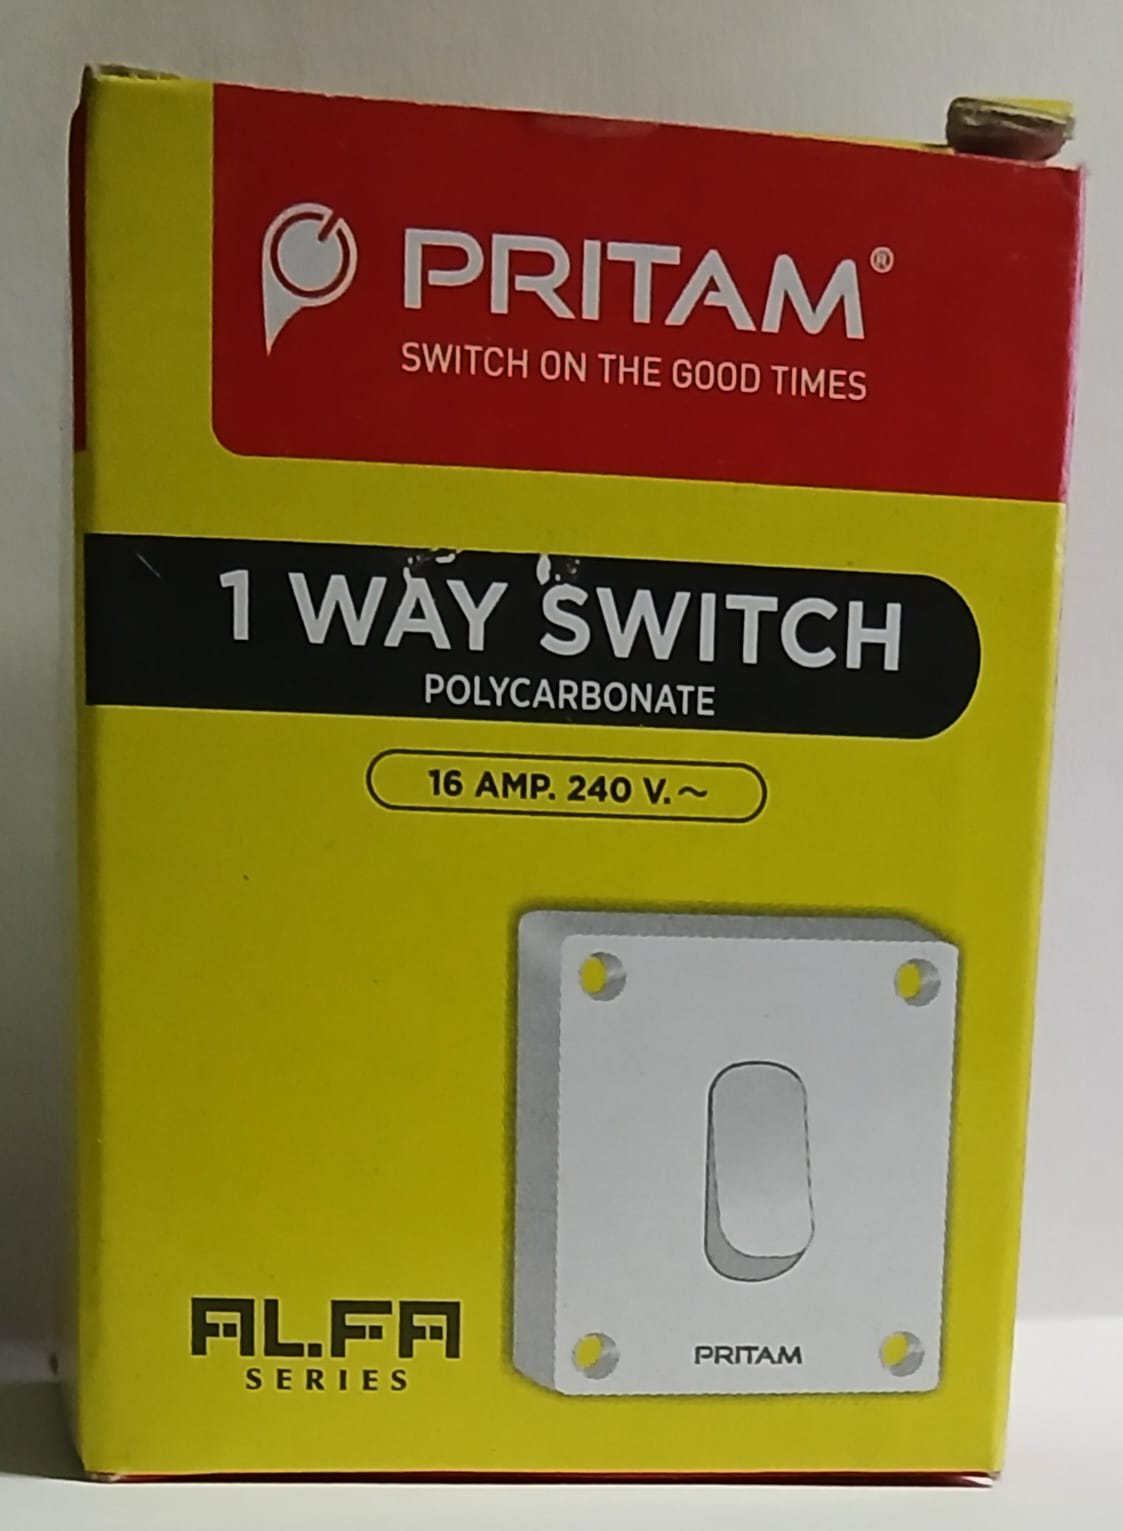 PRITAM®
SWITCH ON THE GOOD TIMES
1 WAY SWITCH
POLYCARBONATE
16 AMP. 240 V.~
PRITAM
ALFA
SERIES